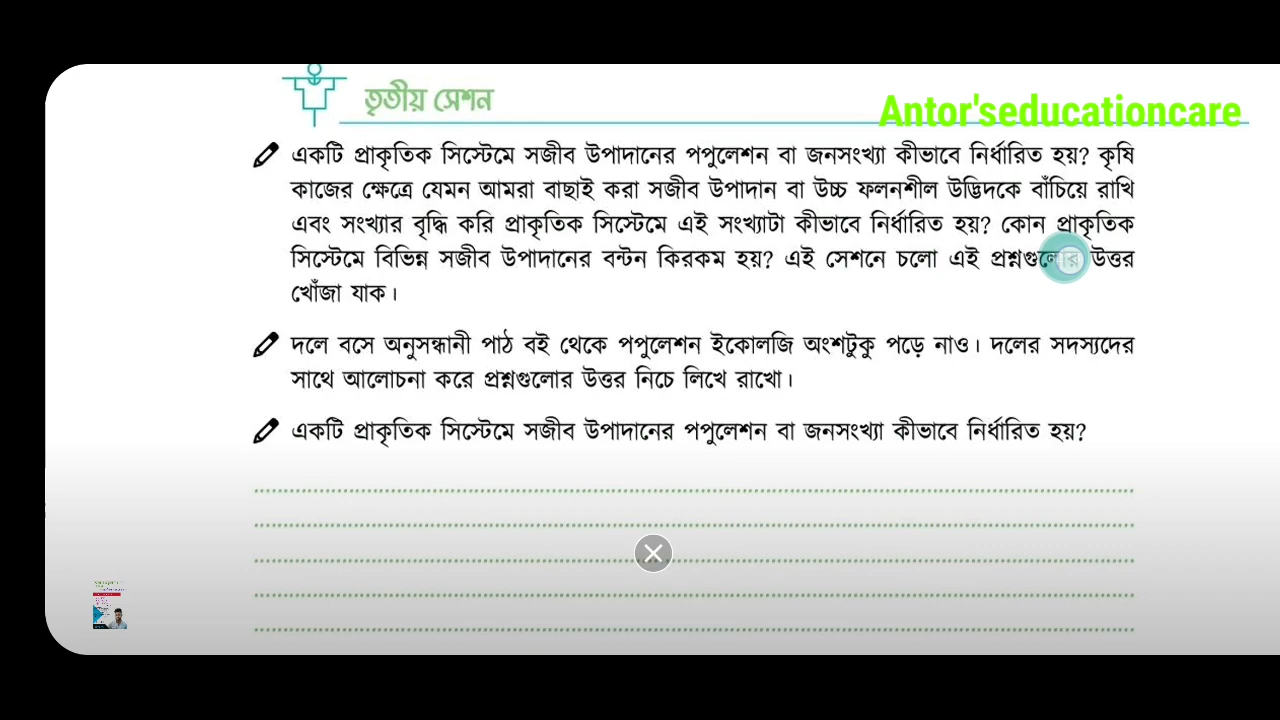 তৃতীয় সেশন
Antor'seducationcare
একটি প্রাকৃতিক সিস্টেমে সজীব উপাদানের পপুলেশন বা জনসংখ্যা কীভাবে নির্ধারিত হয়? কৃষি
কাজের ক্ষেত্রে যেমন আমরা বাছাই করা সজীব উপাদান বা উচ্চ ফলনশীল উদ্ভিদকে বাঁচিয়ে রাখি
এবং সংখ্যার বৃদ্ধি করি প্রাকৃতিক সিস্টেমে এই সংখ্যাটা কীভাবে নির্ধারিত হয়? কোন প্রাকৃতিক
সিস্টেমে বিভিন্ন সজীব উপাদানের বন্টন কিরকম হয়? এই সেশনে চলো এই প্রশ্নগুলোর উত্তর
খোঁজা যাক।
দলে বসে অনুসন্ধানী পাঠ বই থেকে পপুলেশন ইকোলজি অংশটুকু পড়ে নাও। দলের সদস্যদের
সাথে আলোচনা করে প্রশ্নগুলোর উত্তর নিচে লিখে রাখো।
একটি প্রাকৃতিক সিস্টেমে সজীব উপাদানের পপুলেশন বা জনসংখ্যা কীভাবে নির্ধারিত হয়?